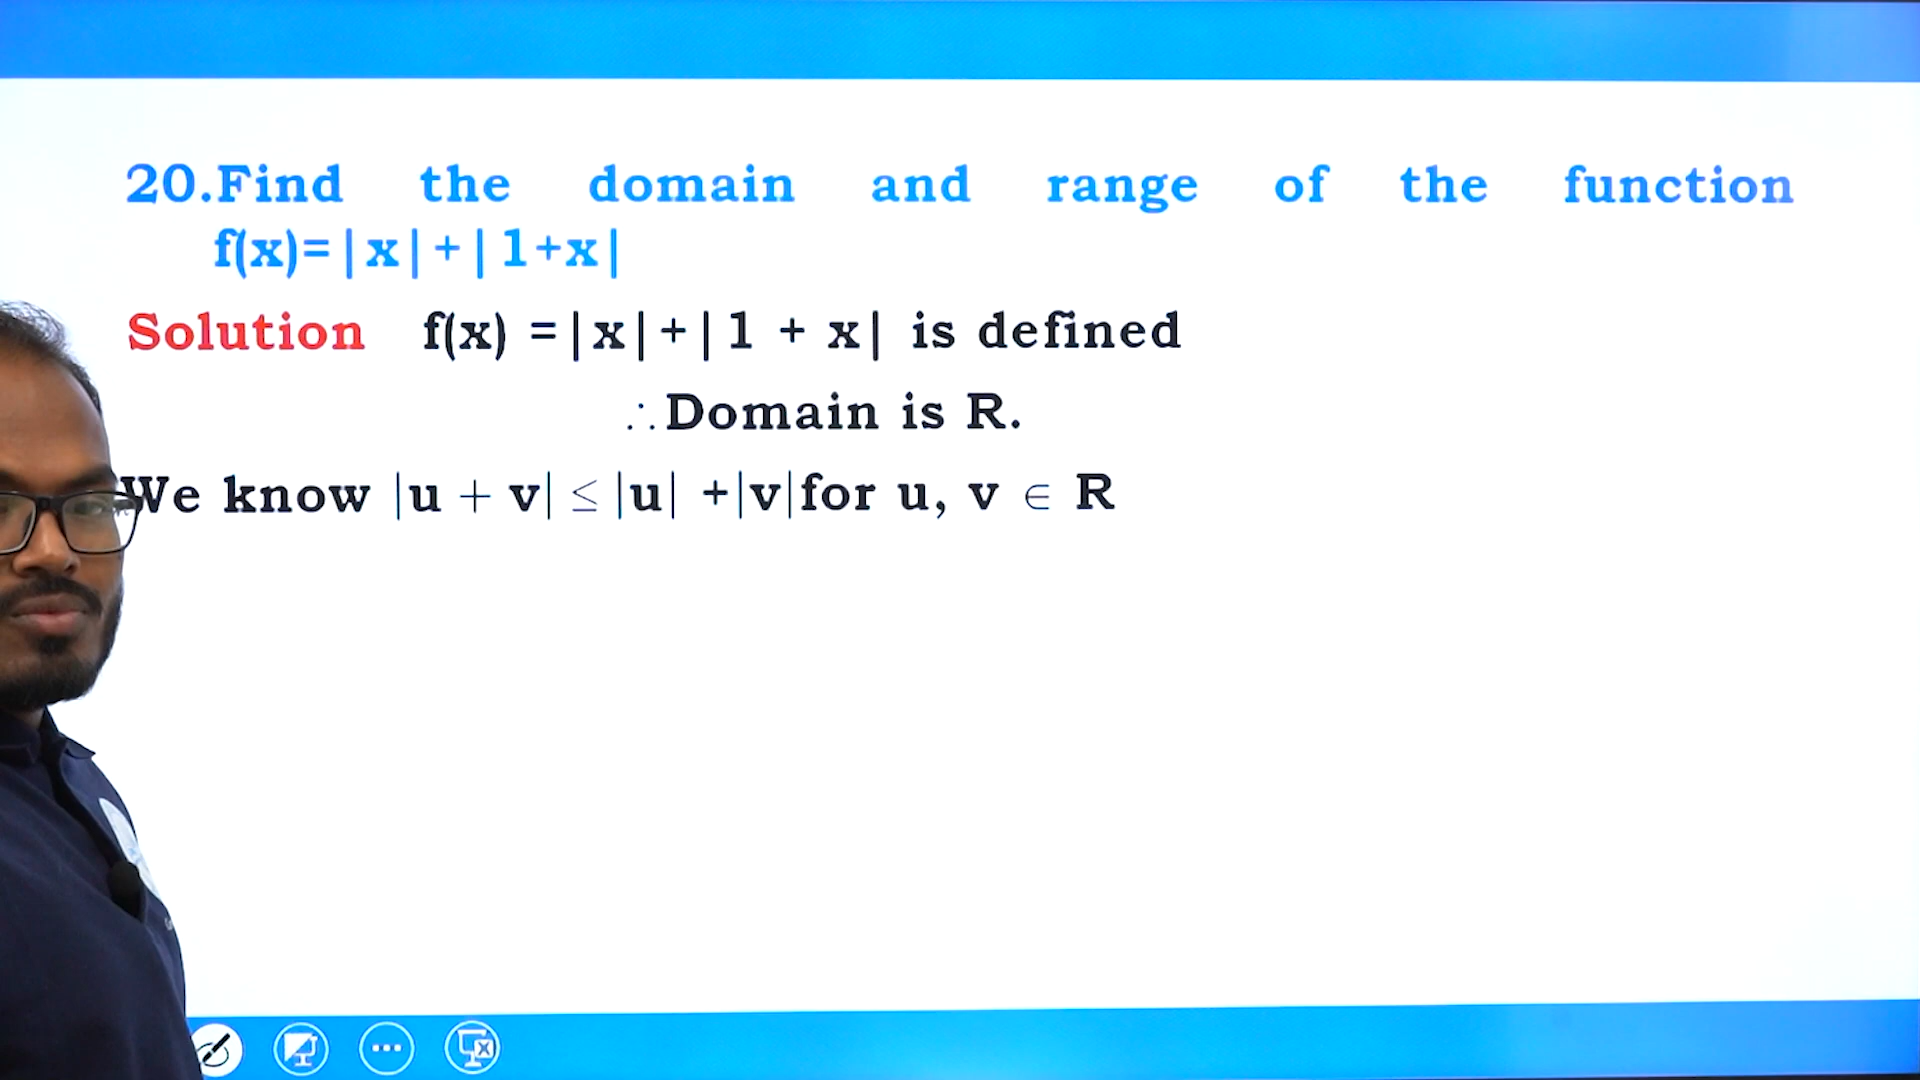 20.Find the domain and range of the function
f(x)=|x|+|1+x|
Solution f(x) =|x|+|1 + x| is defined
∴Domain is R.
We know |u + v| ≤ |u| +|v|for u, v ∈ R